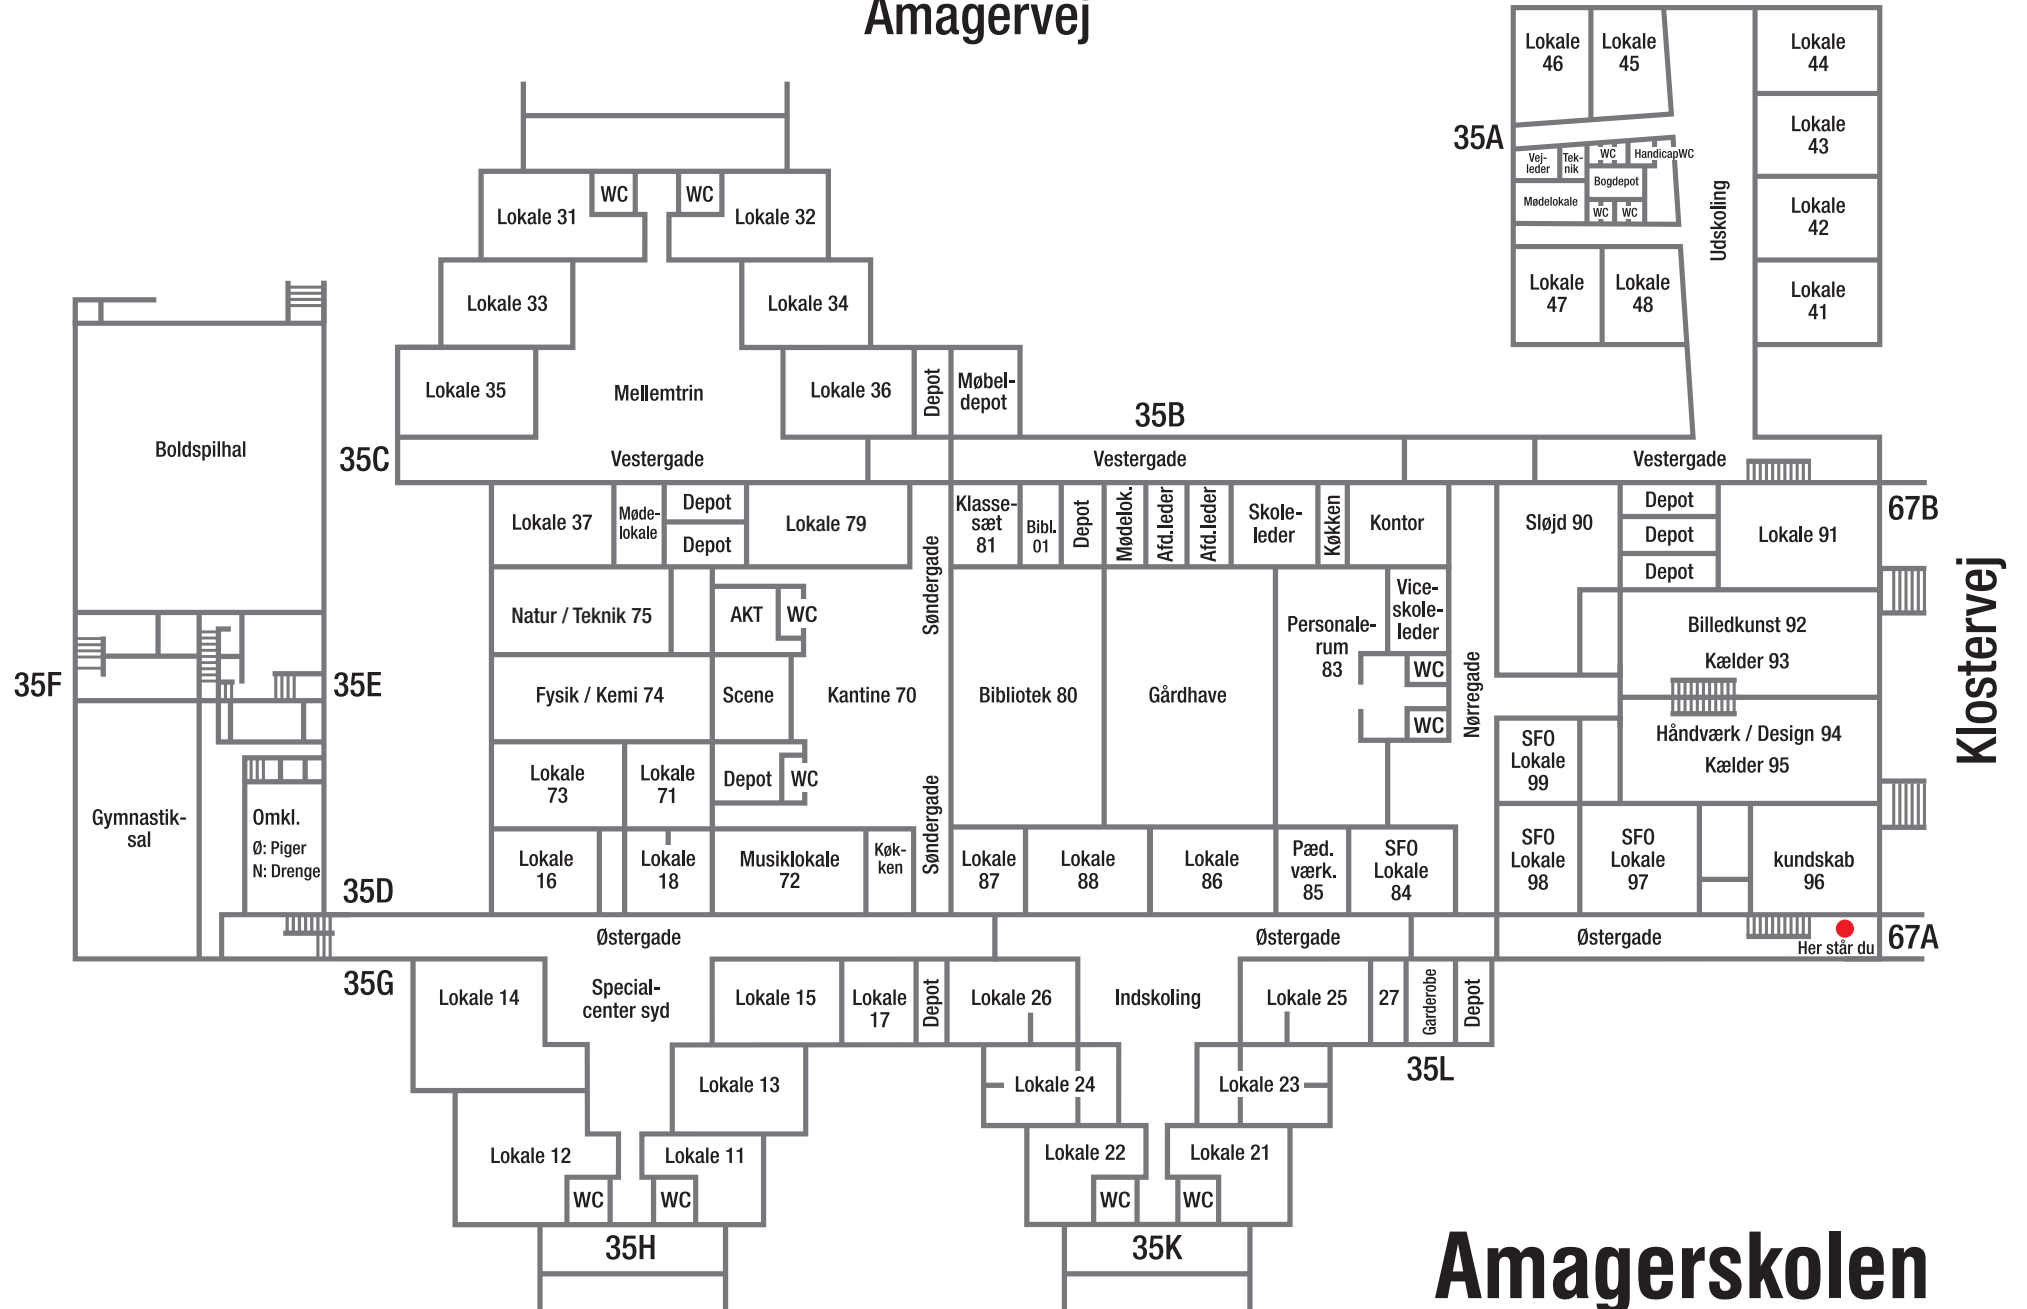 Amagervej
Lokale
46
Lokale
45
Lokale
44
35A
Lokale
43
Vej-
leder
Tek-
nik
WC
HandicapWC
Bogdepot
Mødelokale
WC
WC
Udskoling
Lokale
42
Lokale
47
Lokale
48
Lokale
41
WC
WC
Lokale 31
Lokale 32
Lokale 33
Lokale 34
Lokale 35
Mellemtrin
Lokale 36
Depot
Møbel-
depot
35B
Boldspilhal
35C
Vestergade
Vestergade
Vestergade
67B
Lokale 37
Møde-
lokale
Depot
Depot
Lokale 79
Søndergade
Klasse-
sæt
81
Bibl.
01
Depot
Mødelok.
Afd.leder
Afd.leder
Skole-
leder
Køkken
Kontor
Sløjd 90
Depot
Depot
Depot
Lokale 91
Klostervej
Natur / Teknik 75
AKT
WC
Vice-
skole-
leder
Personale-
rum
83
Billedkunst 92
Kælder 93
35F
35E
Fysik / Kemi 74
Scene
Kantine 70
Bibliotek 80
Gårdhave
WC
WC
Nørregade
SFO
Lokale
99
Håndværk / Design 94
Kælder 95
Lokale
73
Lokale
71
Depot
WC
Søndergade
Gymnastik-
sal
Omkl.
Ø: Piger
N: Drenge
35D
Lokale
16
Lokale
18
Musiklokale
72
Køk-
ken
Lokale
87
Lokale
88
Lokale
86
Pæd.
værk.
85
SFO
Lokale
84
SFO
Lokale
98
SFO
Lokale
97
kundskab
96
Østergade
Østergade
Østergade
Her står du
67A
35G
Lokale 14
Special-
center syd
Lokale 15
Lokale
17
Depot
Lokale 26
Indskoling
Lokale 25
27
Garderobe
Depot
35L
Lokale 13
Lokale 24
Lokale 23
Lokale 12
Lokale 11
Lokale 22
Lokale 21
WC
WC
WC
WC
35H
35K
Amagerskolen